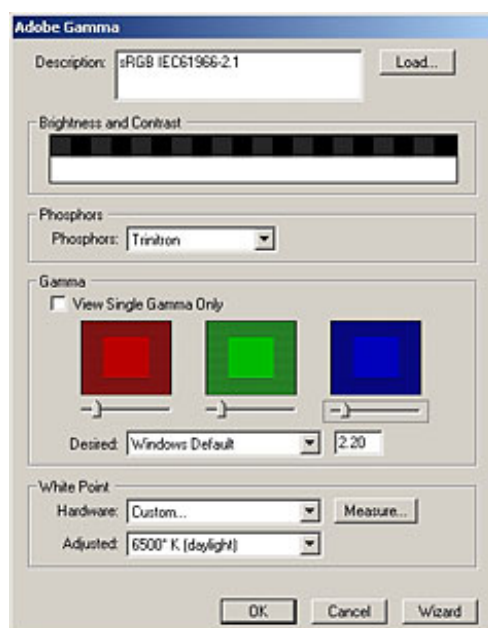 Adobe Gamma
Description: sRGB IEC61966-2.1 Load...
Brightness and Contrast
Phosphors
Phosphors: Trinitron
Gamma
View Single Gamma Only
Desired: Windows Default 2.20
White Point
Hardware: Custom... Measure...
Adjusted: 6500° K (daylight)
OK Cancel Wizard